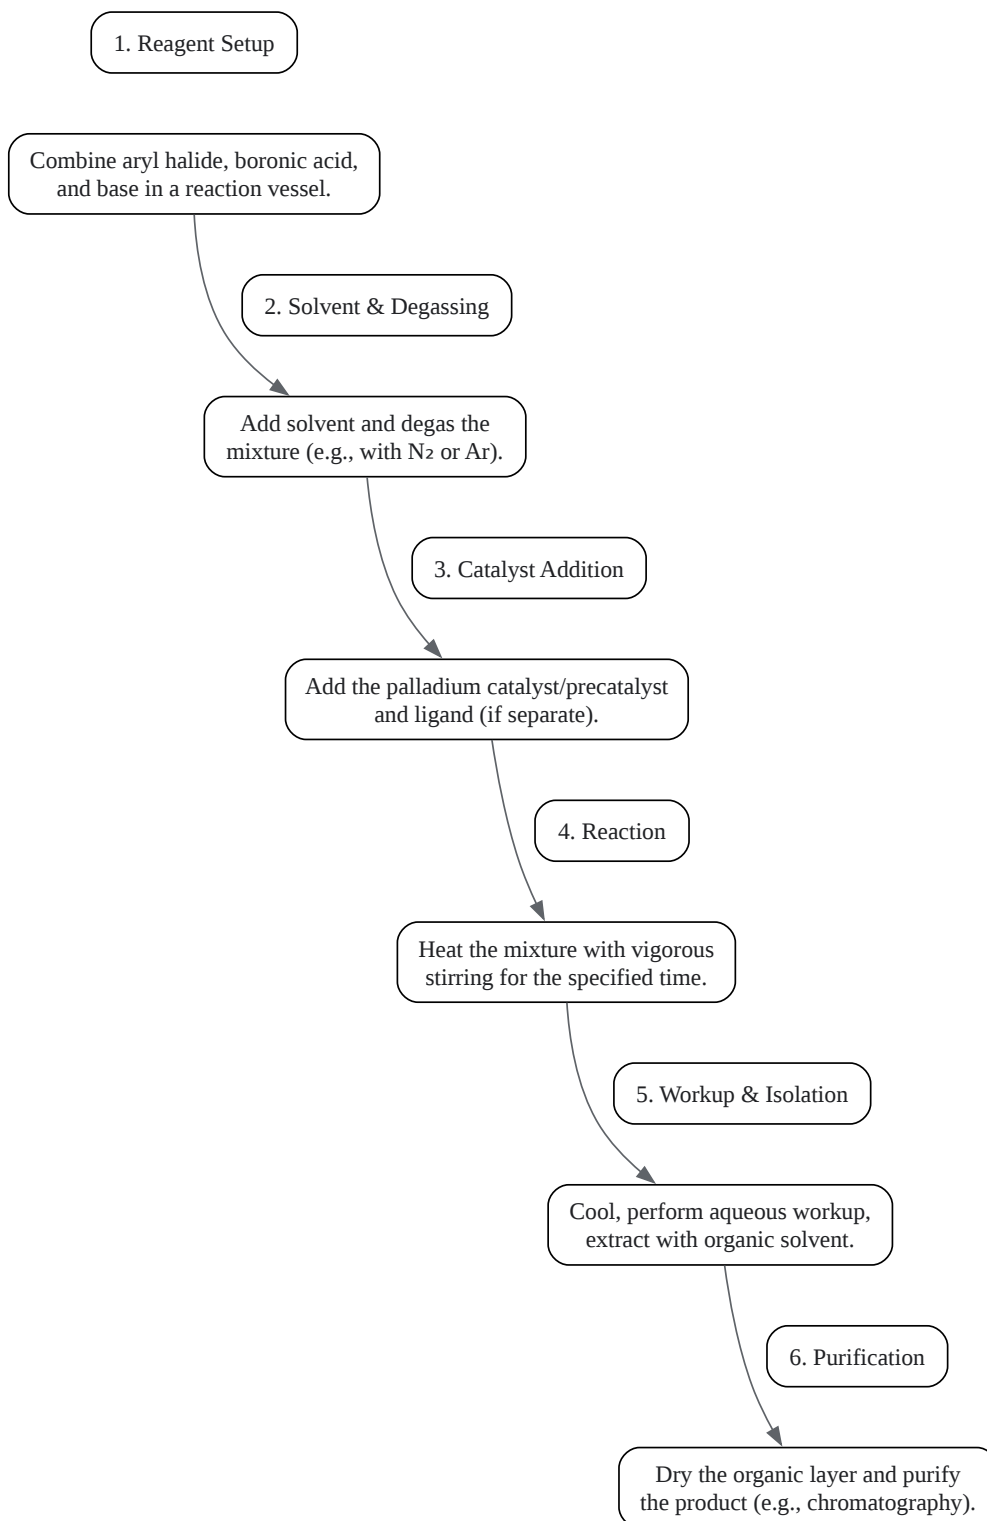 1. Reagent Setup
Combine aryl halide, boronic acid,
and base in a reaction vessel.
2. Solvent & Degassing
Add solvent and degas the
mixture (e.g., with N₂ or Ar).
3. Catalyst Addition
Add the palladium catalyst/precatalyst
and ligand (if separate).
4. Reaction
Heat the mixture with vigorous
stirring for the specified time.
5. Workup & Isolation
Cool, perform aqueous workup,
extract with organic solvent.
6. Purification
Dry the organic layer and purify
the product (e.g., chromatography).